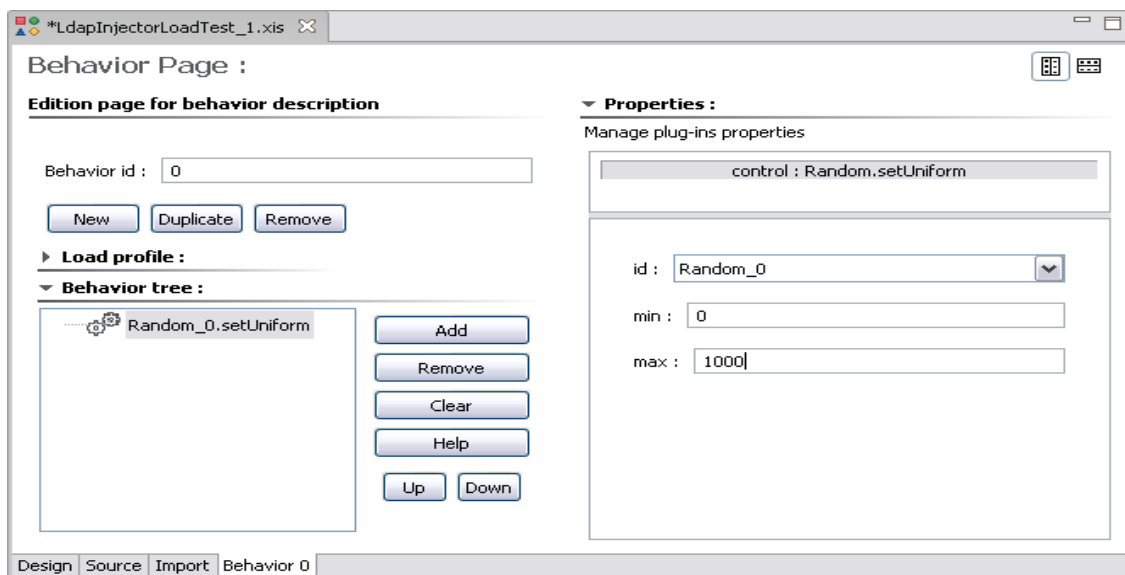 *LdapInjectorLoadTest_1.xis
Behavior Page :
Edition page for behavior description
Behavior id : 0
New Duplicate Remove
Load profile :
Behavior tree :
Random_0.setUniform
Add
Remove
Clear
Help
Up Down
Properties :
Manage plug-ins properties
control : Random.setUniform
id : Random_0
min : 0
max : 1000
Design Source Import Behavior 0